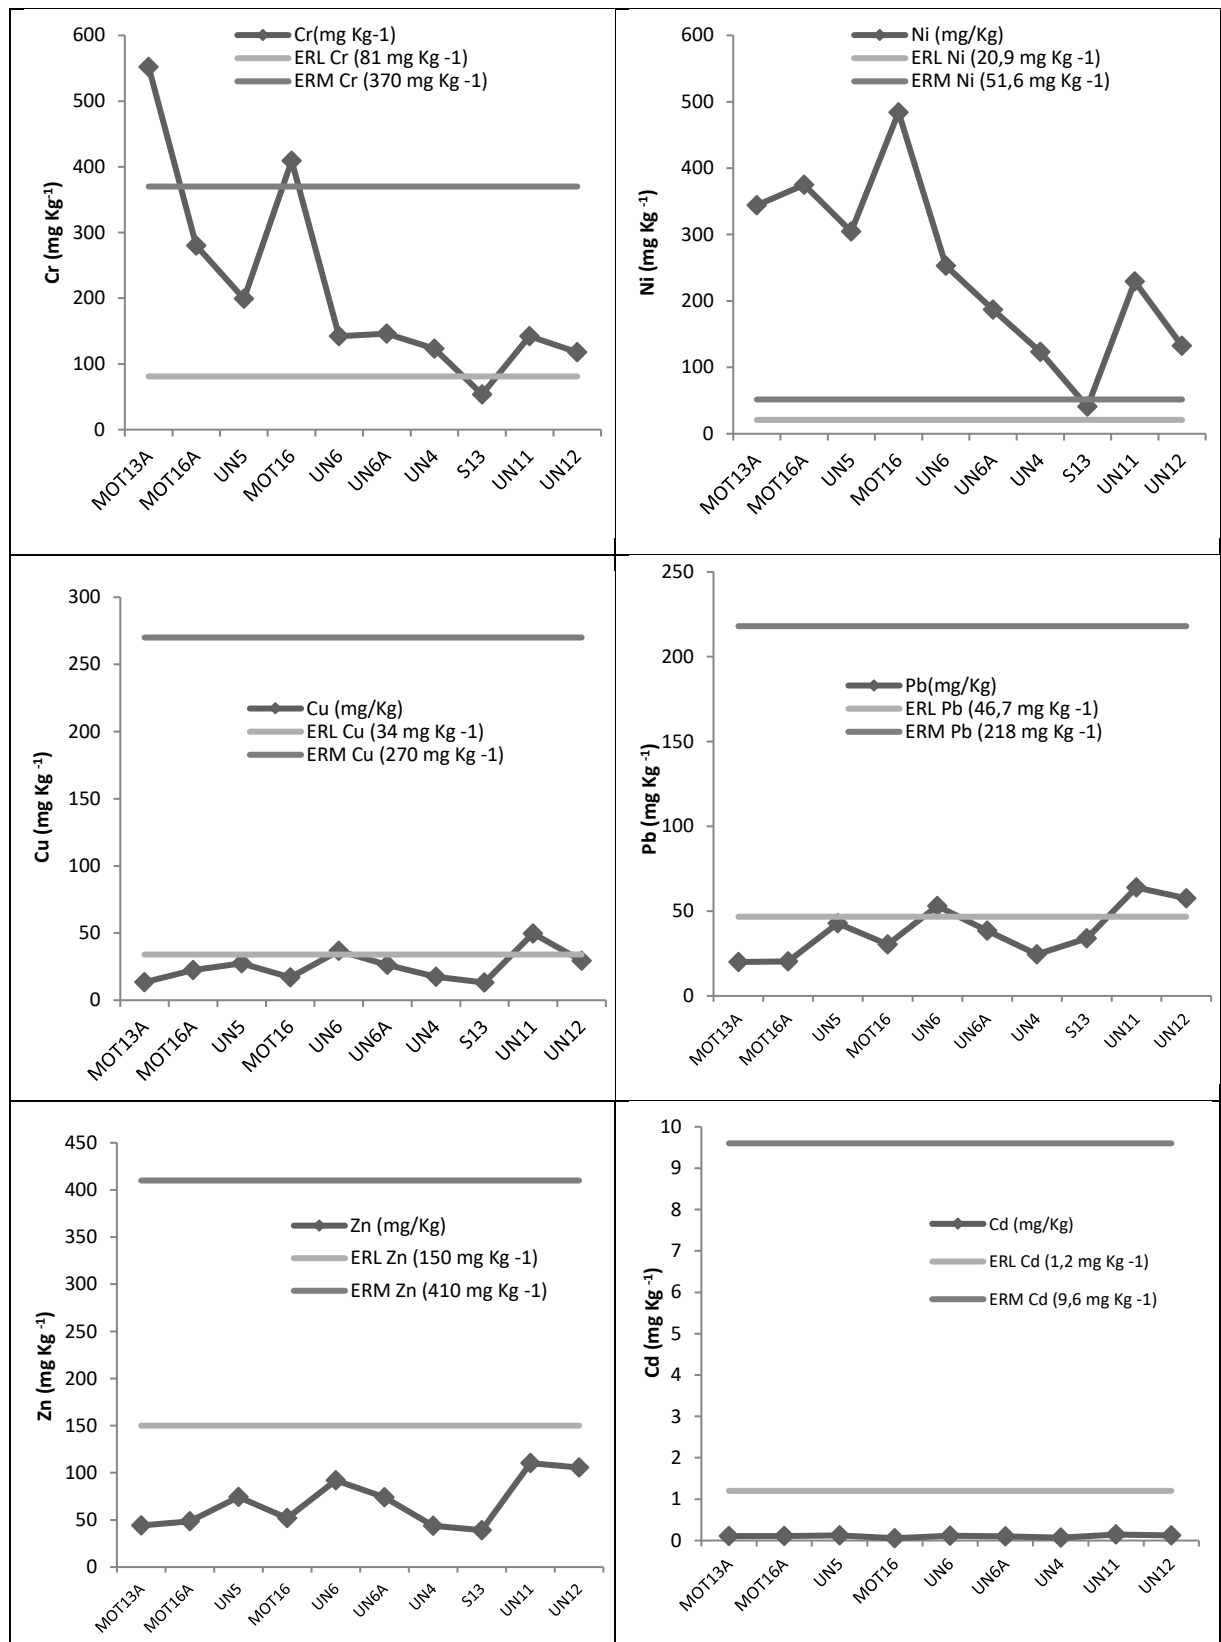 Cr(mg Kg-1)
ERL Cr (81 mg Kg -1)
ERM Cr (370 mg Kg -1)
600
500
400
300
200
100
0
Cr (mg Kg-1)
MOT13A
MOT16A
UN5
MOT16
UN6
UN6A
UN4
S13
UN11
UN12
Ni (mg/Kg)
ERL Ni (20,9 mg Kg -1)
ERM Ni (51,6 mg Kg -1)
600
500
400
300
200
100
0
Ni (mg Kg -1)
MOT13A
MOT16A
UN5
MOT16
UN6
UN6A
UN4
S13
UN11
UN12
300
250
200
150
100
50
0
Cu (mg/Kg)
ERL Cu (34 mg Kg -1)
ERM Cu (270 mg Kg -1)
Cu (mg Kg -1)
MOT13A
MOT16A
UN5
MOT16
UN6
UN6A
UN4
S13
UN11
UN12
250
200
150
100
50
0
Pb(mg/Kg)
ERL Pb (46,7 mg Kg -1)
ERM Pb (218 mg Kg -1)
Pb (mg Kg -1)
MOT13A
MOT16A
UN5
MOT16
UN6
UN6A
UN4
S13
UN11
UN12
450
400
350
300
250
200
150
100
50
0
Zn (mg/Kg)
ERL Zn (150 mg Kg -1)
ERM Zn (410 mg Kg -1)
Zn (mg Kg -1)
MOT13A
MOT16A
UN5
MOT16
UN6
UN6A
UN4
S13
UN11
UN12
10
9
8
7
6
5
4
3
2
1
0
Cd (mg/Kg)
ERL Cd (1,2 mg Kg -1)
ERM Cd (9,6 mg Kg -1)
Cd (mg Kg -1)
MOT13A
MOT16A
UN5
MOT16
UN6
UN6A
UN4
UN11
UN12